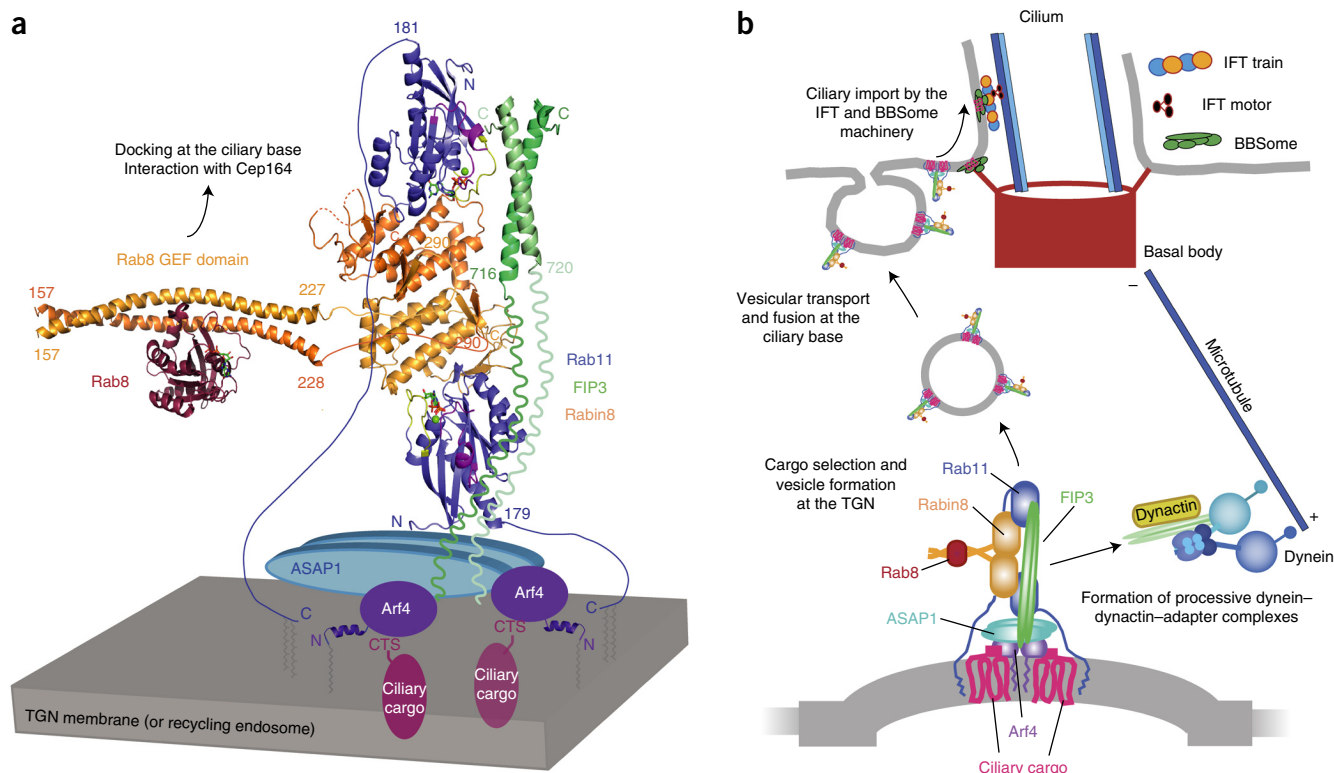 a
181
N
C
C
Docking at the ciliary base
Interaction with Cep164
Rab8 GEF domain
C
290
716
720
157
227
157
Rab8
228
C
290
Rab11
FIP3
Rabin8
N
179
ASAP1
Arf4
Arf4
C
C
N
N
CTS
CTS
Ciliary
cargo
Ciliary
cargo
TGN membrane (or recycling endosome)
b
Cilium
IFT train
IFT motor
BBSome
Ciliary import by the
IFT and BBSome
machinery
Basal body
−
Vesicular transport
and fusion at the
ciliary base
Microtubule
+
Cargo selection and
vesicle formation
at the TGN
Rab11
Rabin8
FIP3
Dynactin
Dynein
Rab8
ASAP1
Formation of processive dynein–
dynactin–adapter complexes
Arf4
Ciliary cargo